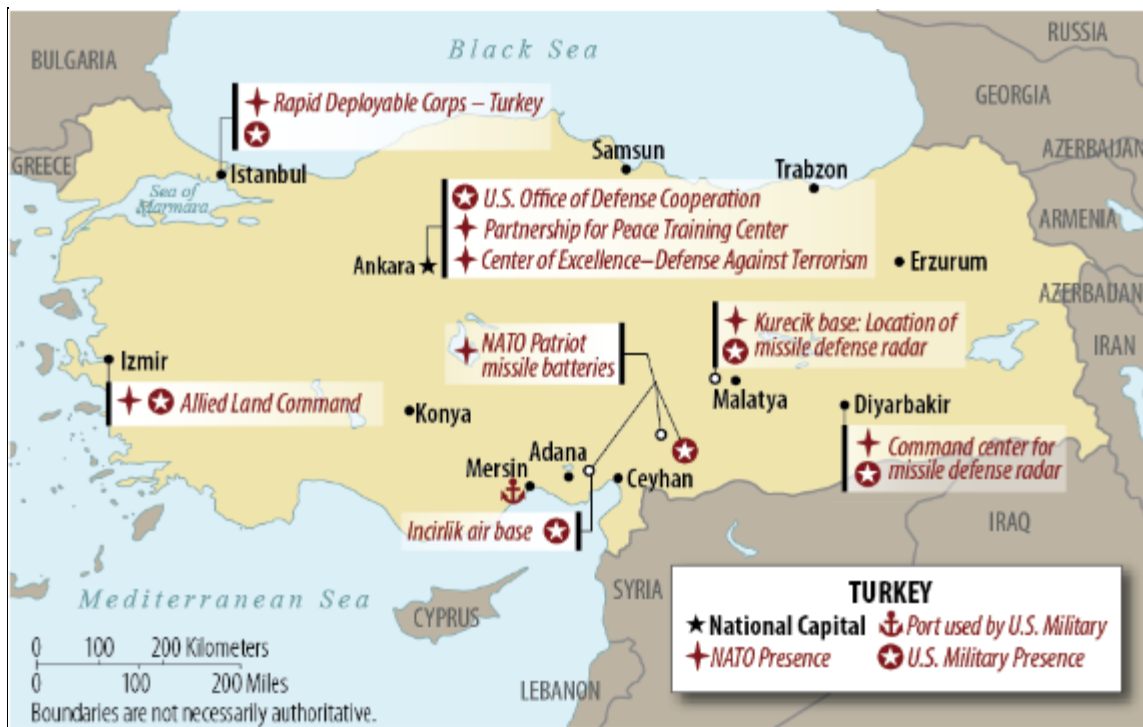 BULGARIA
Black Sea
RUSSIA
GEORGIA
Rapid Deployable Corps – Turkey
GREECE
Istanbul
Samsun
Trabzon
AZERBAIJAN
Sea of
Marmara
U.S. Office of Defense Cooperation
Partnership for Peace Training Center
Center of Excellence—Defense Against Terrorism
ARMENIA
Ankara
Erzurum
AZERBAIJAN
NATO Patriot
missile batteries
Kurecik base: Location of
missile defense radar
IRAN
Izmir
Allied Land Command
Konya
Malatya
Diyarbakir
Adana
Command center for
missile defense radar
Mersin
Ceyhan
Incirlik air base
IRAQ
SYRIA
Mediterranean Sea
CYPRUS
LEBANON
TURKEY
National Capital
Port used by U.S. Military
NATO Presence
U.S. Military Presence
0 100 200 Kilometers
0 100 200 Miles
Boundaries are not necessarily authoritative.